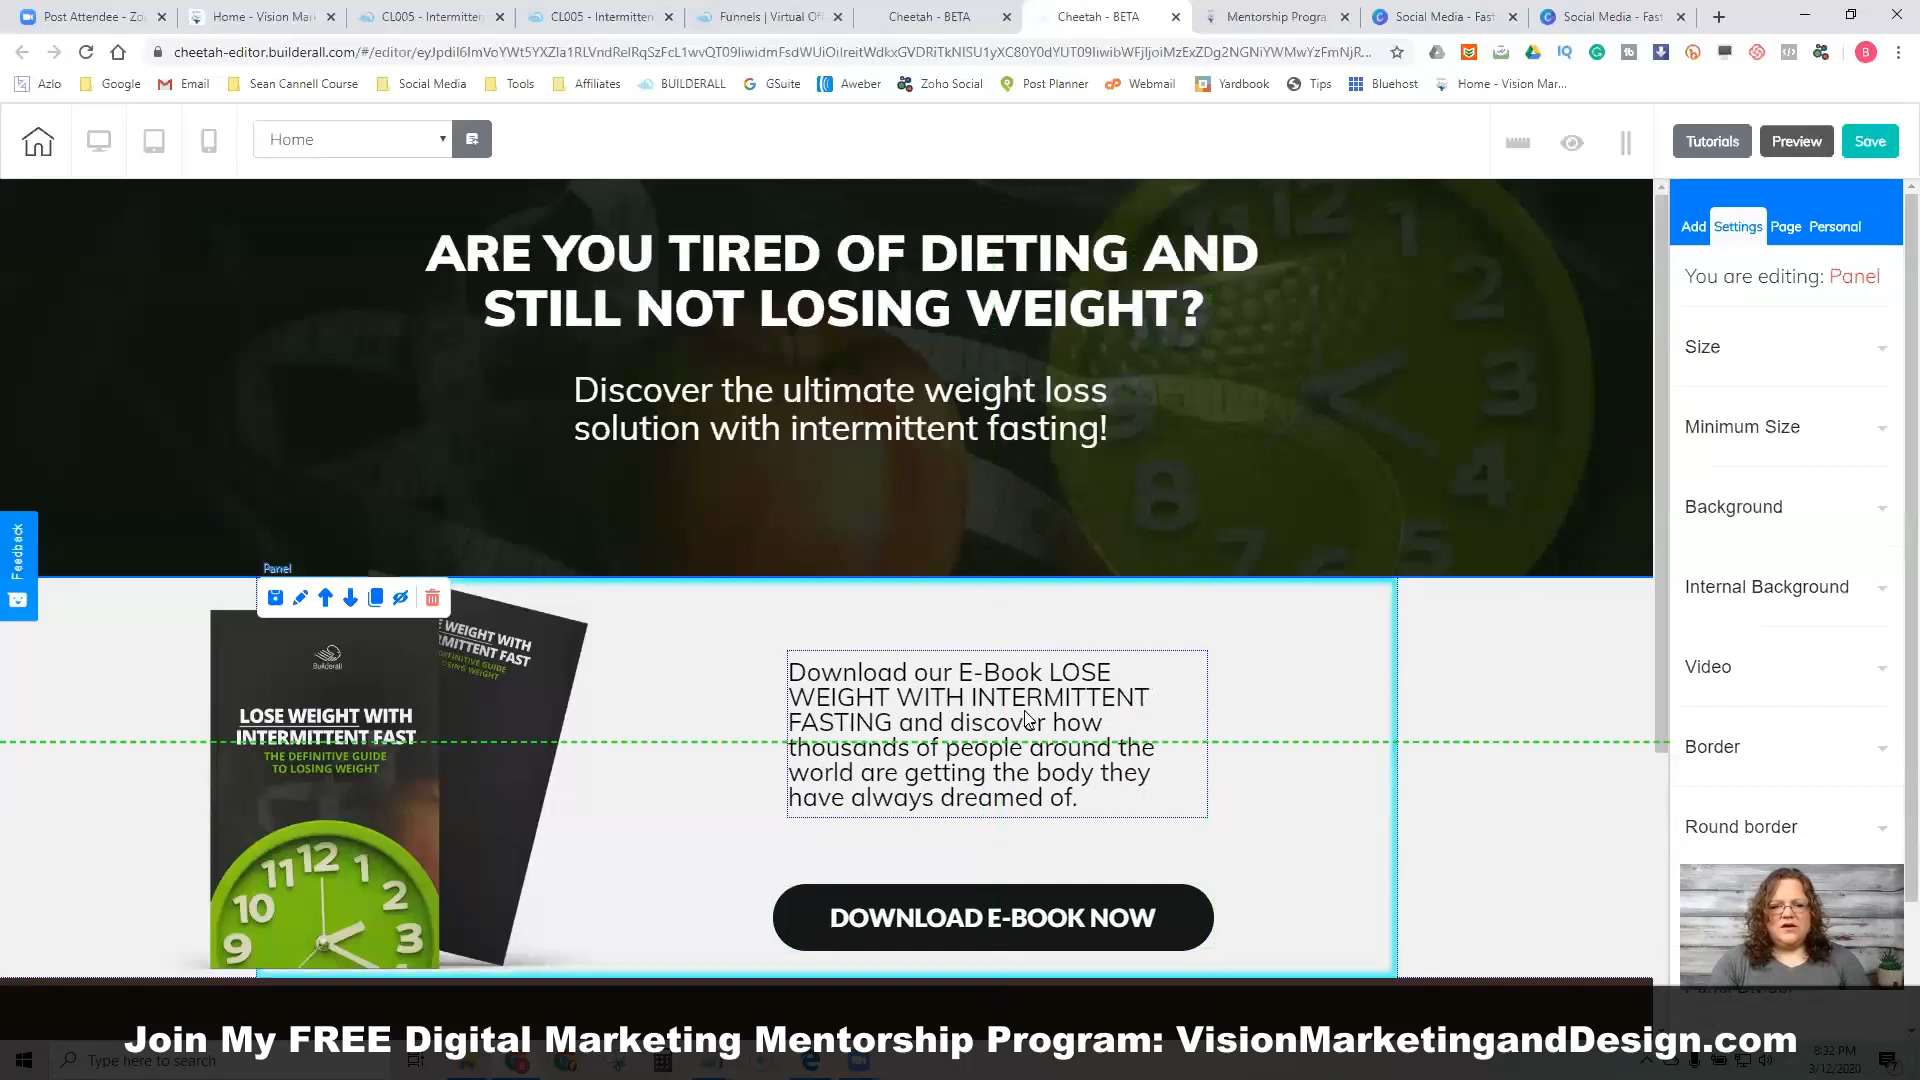 Post Attendee - Zo
Home - Vision Mar
CL005 - Intermitten
CL005 - Intermitten
Funnels | Virtual Of
Cheetah - BETA
Cheetah - BETA
Mentorship Progra
Social Media - Fast
Social Media - Fast
Azlo
Google
Email
Sean Cannell Course
Social Media
Tools
Affiliates
BUILDERALL
GSuite
Aweber
Zoho Social
Post Planner
Webmail
Yardbook
Tips
Bluehost
Home - Vision Mar...
Home
Tutorials
Preview
Save
ARE YOU TIRED OF DIETING AND
STILL NOT LOSING WEIGHT?
Discover the ultimate weight loss
solution with intermittent fasting!
Add Settings Page Personal
You are editing: Panel
Size
Minimum Size
Background
Internal Background
Video
Border
Round border
Feedback
Panel
Builderall
LOSE WEIGHT WITH
INTERMITTENT FAST
THE DEFINITIVE GUIDE
TO LOSING WEIGHT
Download our E-Book LOSE
WEIGHT WITH INTERMITTENT
FASTING and discover how
thousands of people around the
world are getting the body they
have always dreamed of.
DOWNLOAD E-BOOK NOW
Join My FREE Digital Marketing Mentorship Program: VisionMarketingandDesign.com
Type here to search
8:32 PM
3/12/2020